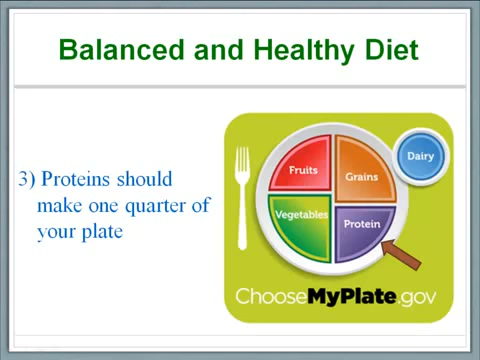 Balanced and Healthy Diet
3) Proteins should
make one quarter of
your plate
Dairy
Fruits
Grains
Vegetables
Protein
ChooseMyPlate.gov